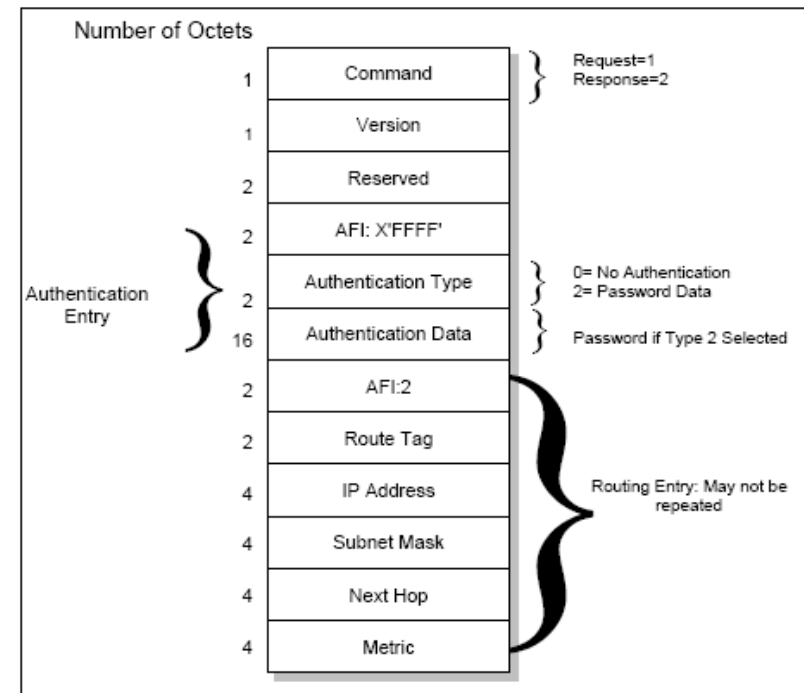 Number of Octets
1
Command
Request=1
Response=2
1
Version
2
Reserved
2
AFI: X'FFFF'
Authentication
Entry
2
Authentication Type
0= No Authentication
2= Password Data
16
Authentication Data
Password if Type 2 Selected
2
AFI:2
2
Route Tag
4
IP Address
Routing Entry: May not be
repeated
4
Subnet Mask
4
Next Hop
4
Metric